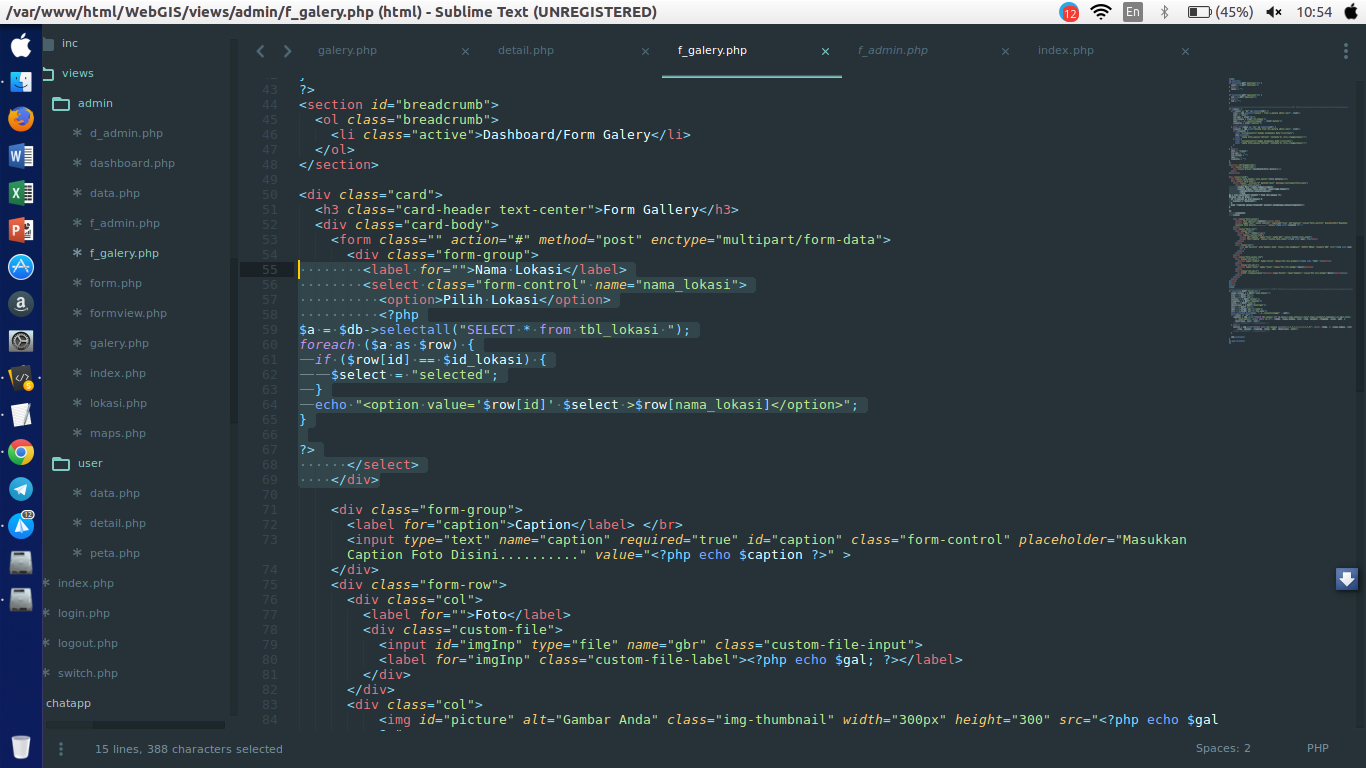 /var/www/html/WebGIS/views/admin/f_galery.php (html) - Sublime Text (UNREGISTERED)
12 En (45%) 10:54
inc
views
admin
d_admin.php
dashboard.php
data.php
f_admin.php
f_galery.php
form.php
formview.php
galery.php
index.php
lokasi.php
maps.php
user
data.php
detail.php
peta.php
index.php
login.php
logout.php
switch.php
chatapp
galery.php × detail.php × f_galery.php × f_admin.php × index.php ×
42 }
43 ?>
44 <section id="breadcrumb">
45 <ol class="breadcrumb">
46 <li class="active">Dashboard/Form Galery</li>
47 </ol>
48 </section>
49
50 <div class="card">
51 <h3 class="card-header text-center">Form Gallery</h3>
52 <div class="card-body">
53 <form class="" action="#" method="post" enctype="multipart/form-data">
54 <div class="form-group">
55 <label for="">Nama Lokasi</label>
56 <select class="form-control" name="nama_lokasi">
57 <option>Pilih Lokasi</option>
58 <?php
59 $a = $db->selectall("SELECT * from tbl_lokasi ");
60 foreach ($a as $row) {
61 if ($row[id] == $id_lokasi) {
62 $select = "selected";
63 }
64 echo "<option value='$row[id]' $select >$row[nama_lokasi]</option>";
65 }
66
67 ?>
68 </select>
69 </div>
70
71 <div class="form-group">
72 <label for="caption">Caption</label> </br>
73 <input type="text" name="caption" required="true" id="caption" class="form-control" placeholder="Masukkan
Caption Foto Disini.........." value="<?php echo $caption ?>" >
74 </div>
75 <div class="form-row">
76 <div class="col">
77 <label for="">Foto</label>
78 <div class="custom-file">
79 <input id="imgInp" type="file" name="gbr" class="custom-file-input">
80 <label for="imgInp" class="custom-file-label"><?php echo $gal; ?></label>
81 </div>
82 </div>
83 <div class="col">
84 <img id="picture" alt="Gambar Anda" class="img-thumbnail" width="300px" height="300" src="<?php echo $gal
12
15 lines, 388 characters selected
Spaces: 2 PHP